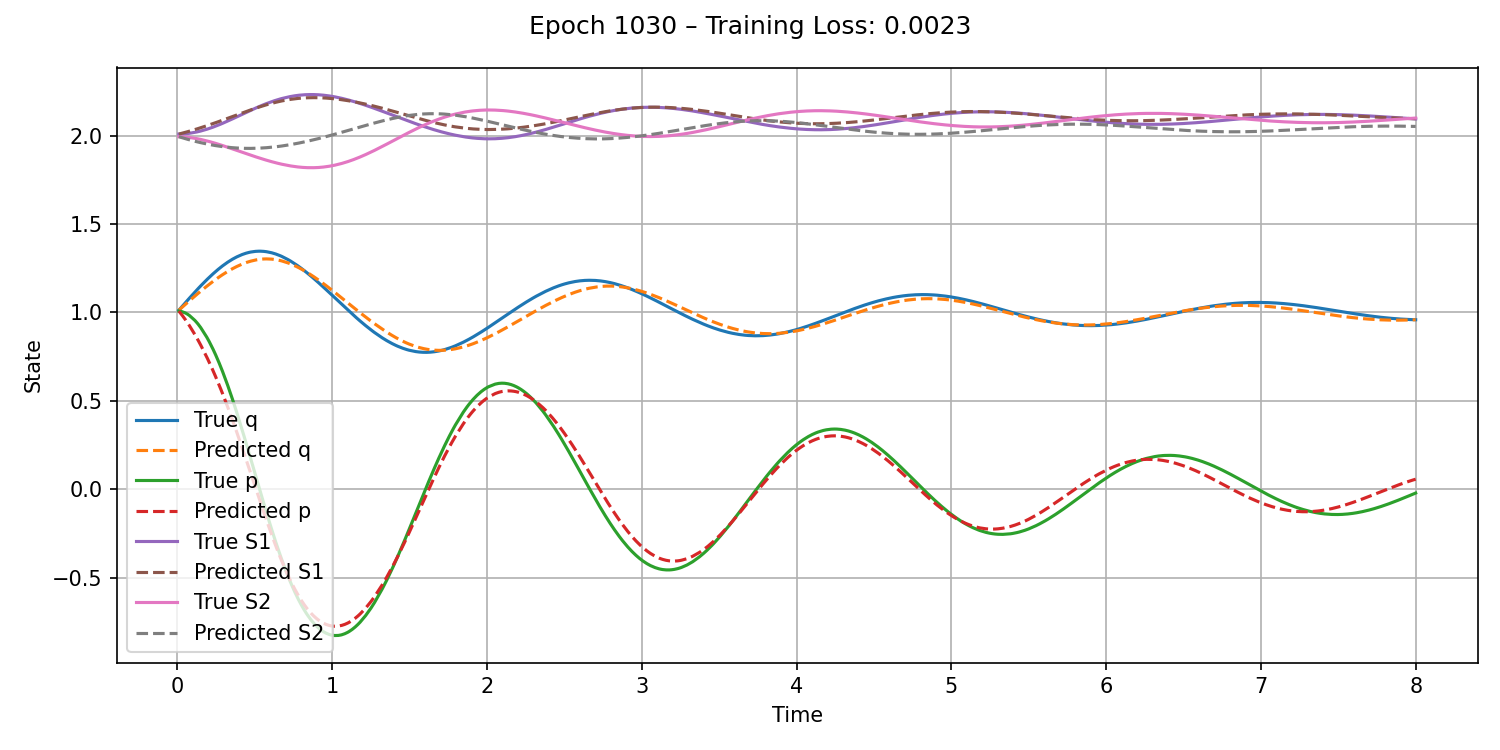 Epoch 1030 – Training Loss: 0.0023
2.0
1.5
1.0
0.5
0.0
−0.5
State
True q
Predicted q
True p
Predicted p
True S1
Predicted S1
True S2
Predicted S2
0 1 2 3 4 5 6 7 8
Time